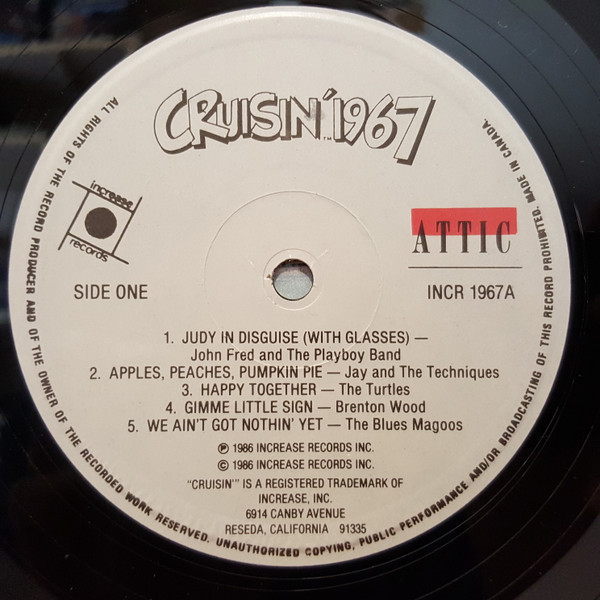 CRUISIN' 1967
increase
records
ATTIC
SIDE ONE
INCR 1967A
1. JUDY IN DISGUISE (WITH GLASSES) —
John Fred and The Playboy Band
2. APPLES, PEACHES, PUMPKIN PIE — Jay and The Techniques
3. HAPPY TOGETHER — The Turtles
4. GIMME LITTLE SIGN — Brenton Wood
5. WE AIN'T GOT NOTHIN' YET — The Blues Magoos
℗ 1986 INCREASE RECORDS INC.
© 1986 INCREASE RECORDS INC.
"CRUISIN'" IS A REGISTERED TRADEMARK OF
INCREASE, INC.
6914 CANBY AVENUE
RESEDA, CALIFORNIA 91335
ALL RIGHTS OF THE RECORD PRODUCER AND OF THE OWNER OF THE RECORDED WORK RESERVED. UNAUTHORIZED COPYING, PUBLIC PERFORMANCE AND/OR BROADCASTING OF THIS RECORD PROHIBITED. MADE IN CANADA.